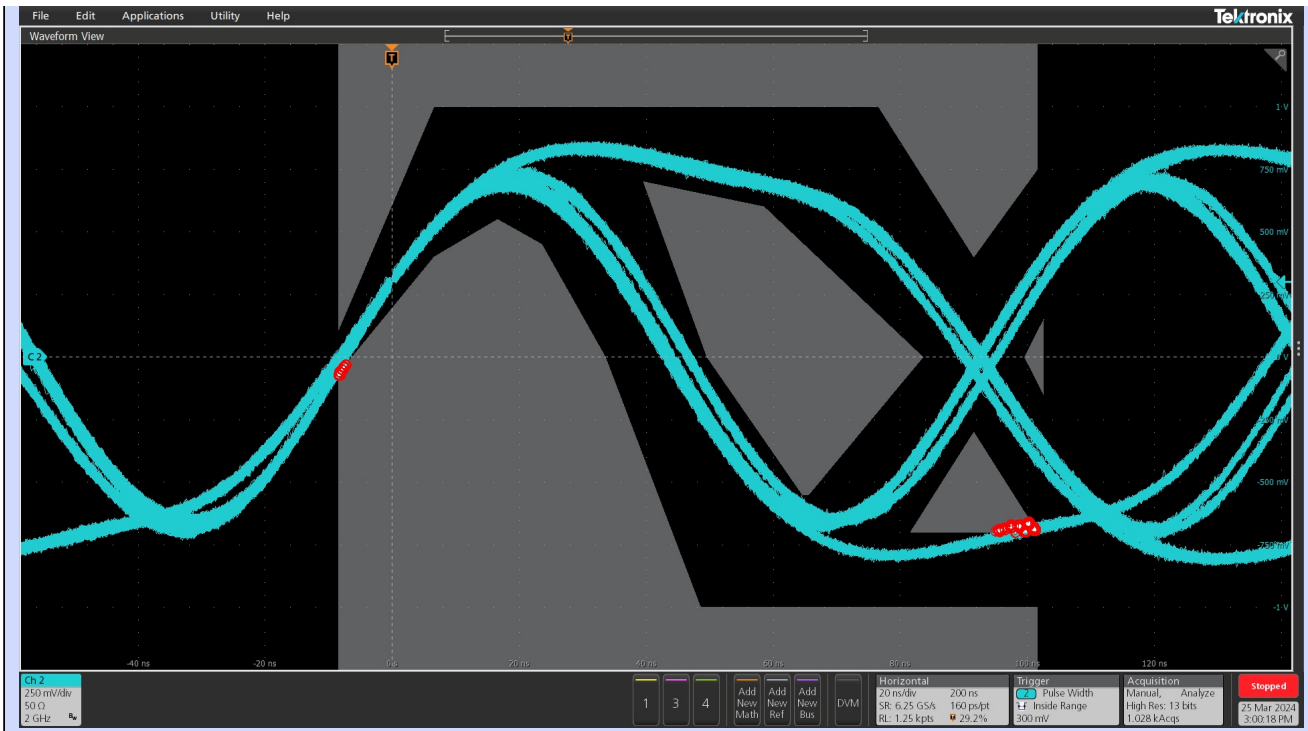 File Edit Applications Utility Help
Tektronix
Waveform View
T
T
1 V
750 mV
500 mV
250 mV
C 2
0 V
-500 mV
-750 mV
-1 V
-40 ns -20 ns 0 s 20 ns 40 ns 60 ns 80 ns 100 ns 120 ns
Ch 2
250 mV/div
50 Ω
2 GHz Bw
1 3 4
Add New Math
Add New Ref
Add New Bus
DVM
Horizontal
20 ns/div 200 ns
SR: 6.25 GS/s 160 ps/pt
RL: 1.25 kpts 29.2%
Trigger
2 Pulse Width
Inside Range
300 mV
Acquisition
Manual, Analyze
High Res: 13 bits
1.028 kAcqs
Stopped
25 Mar 2024
3:00:18 PM